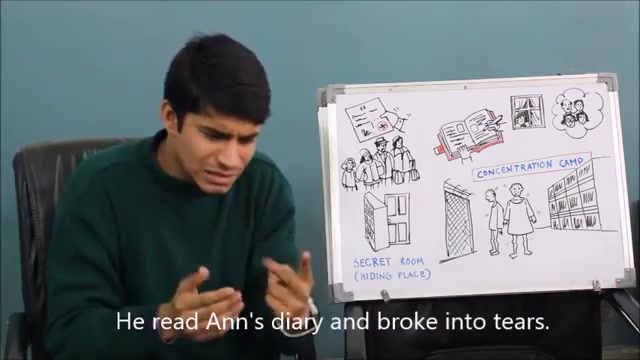 CONCENTRATION CAMP
SECRET ROOM
(HIDING PLACE)
He read Ann's diary and broke into tears.